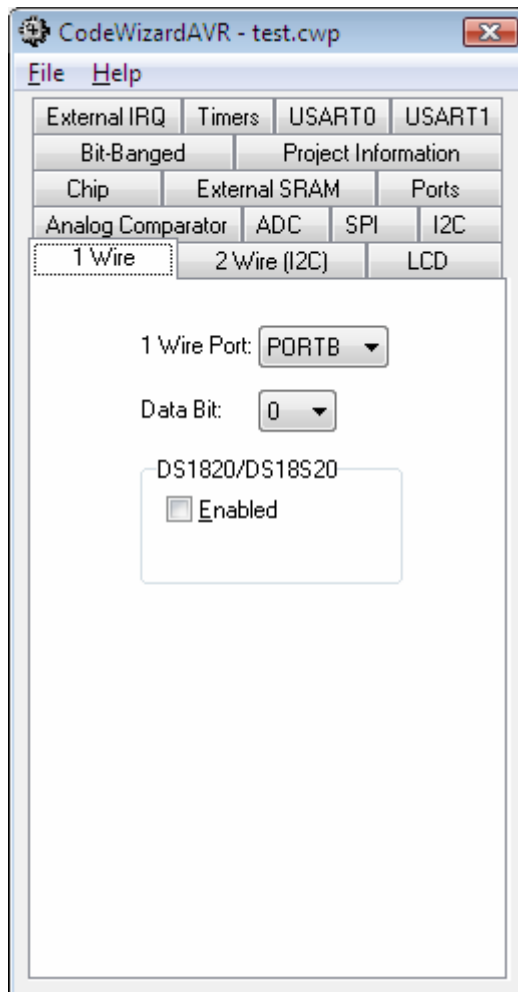 CodeWizardAVR - test.cwp
File Help
External IRQ Timers USART0 USART1
Bit-Banged Project Information
Chip External SRAM Ports
Analog Comparator ADC SPI I2C
1 Wire 2 Wire (I2C) LCD
1 Wire Port: PORTB
Data Bit: 0
DS1820/DS18S20
Enabled